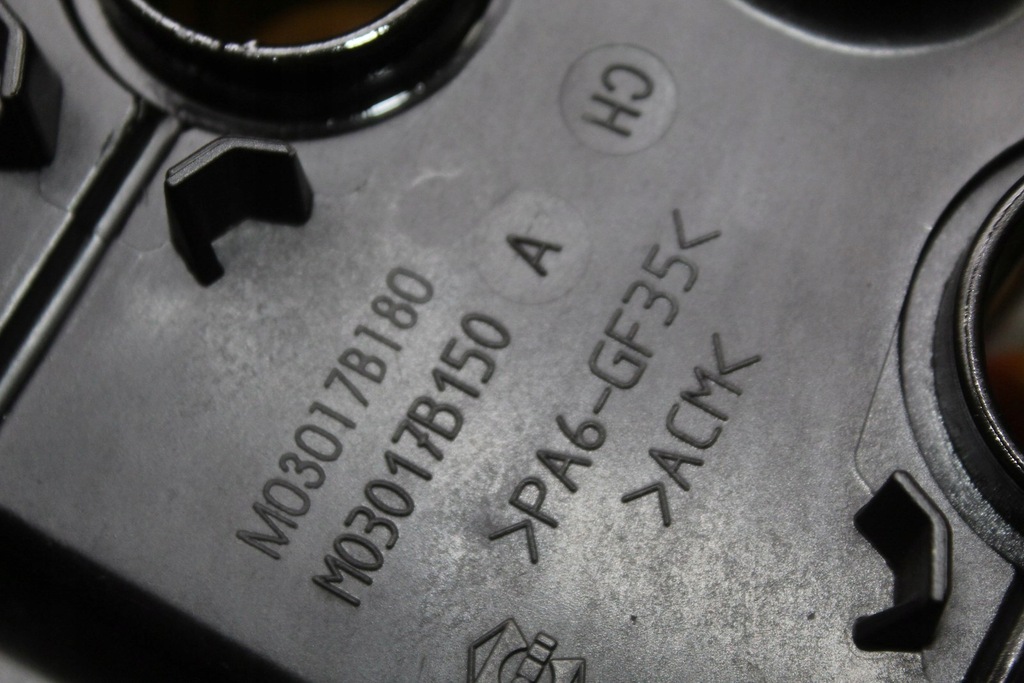 CH
A
M03017B180
M03017B150
>PA6-GF35<
>ACM<